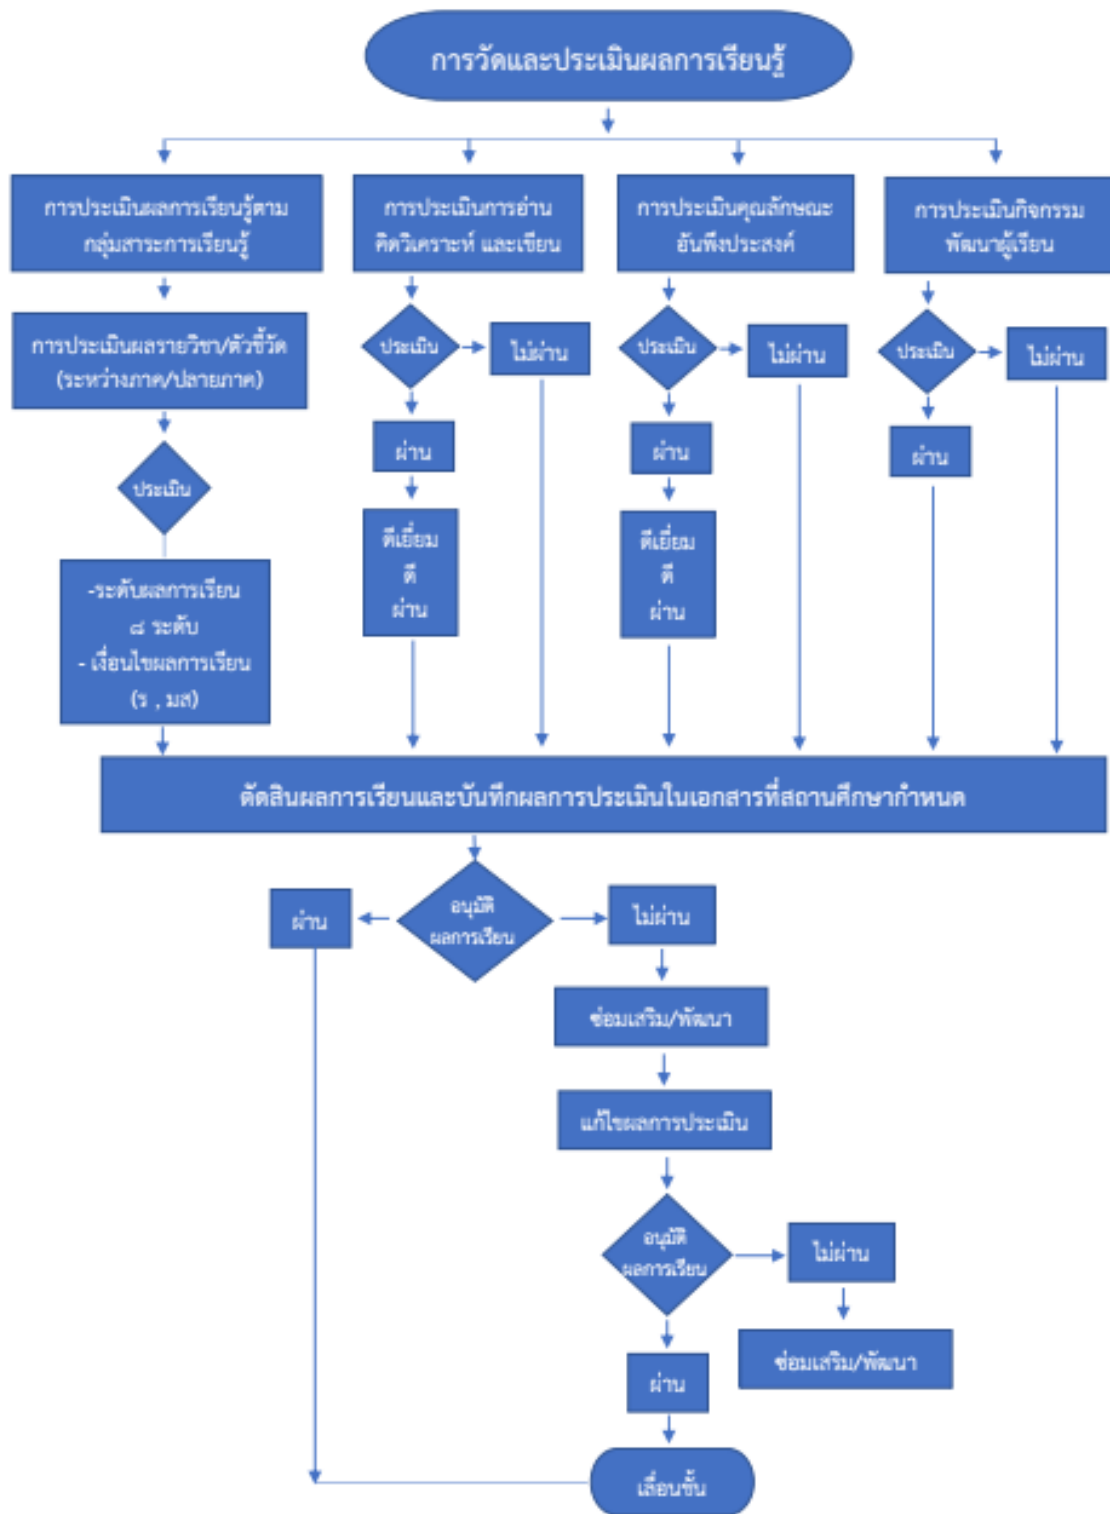 การวัดและประเมินผลการเรียนรู้
การประเมินผลการเรียนรู้ตาม
กลุ่มสาระการเรียนรู้
การประเมินการอ่าน
คิดวิเคราะห์ และเขียน
การประเมินคุณลักษณะ
อันพึงประสงค์
การประเมินกิจกรรม
พัฒนาผู้เรียน
การประเมินผลรายวิชา/ตัวชี้วัด
(ระหว่างภาค/ปลายภาค)
ประเมิน
ไม่ผ่าน
ประเมิน
ไม่ผ่าน
ประเมิน
ไม่ผ่าน
ผ่าน
ผ่าน
ผ่าน
ประเมิน
ดีเยี่ยม
ดี
ผ่าน
ดีเยี่ยม
ดี
ผ่าน
-ระดับผลการเรียน
๘ ระดับ
- เงื่อนไขผลการเรียน
(ร , มส)
ตัดสินผลการเรียนและบันทึกผลการประเมินในเอกสารที่สถานศึกษากำหนด
ผ่าน
อนุมัติ
ผลการเรียน
ไม่ผ่าน
ซ่อมเสริม/พัฒนา
แก้ไขผลการประเมิน
อนุมัติ
ผลการเรียน
ไม่ผ่าน
ซ่อมเสริม/พัฒนา
ผ่าน
เลื่อนชั้น